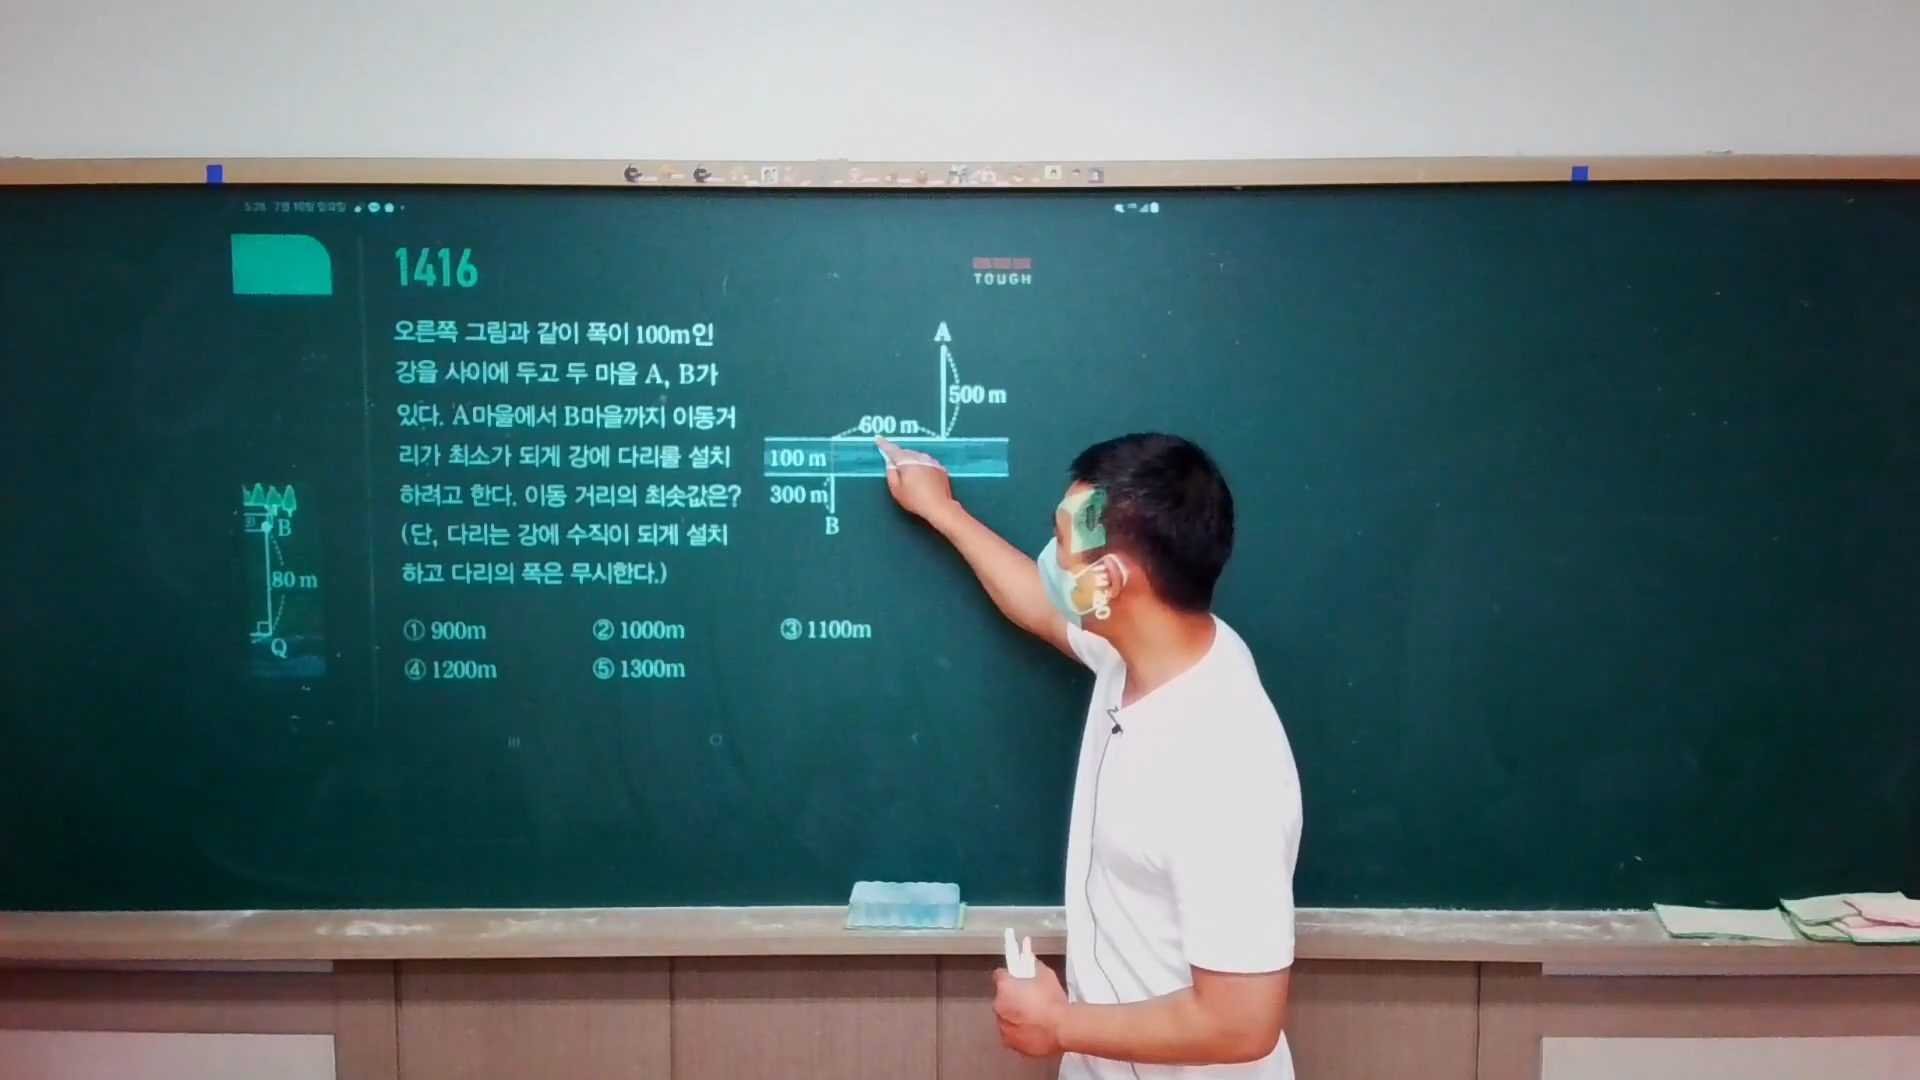 1416
TOUGH
오른쪽 그림과 같이 폭이 100m인
강을 사이에 두고 두 마을 A, B가
있다. A마을에서 B마을까지 이동거
리가 최소가 되게 강에 다리를 설치
하려고 한다. 이동 거리의 최솟값은?
(단, 다리는 강에 수직이 되게 설치
하고 다리의 폭은 무시한다.)
① 900m ② 1000m ③ 1100m
④ 1200m ⑤ 1300m
A
500 m
600 m
100 m
300 m
B
B
80 m
Q